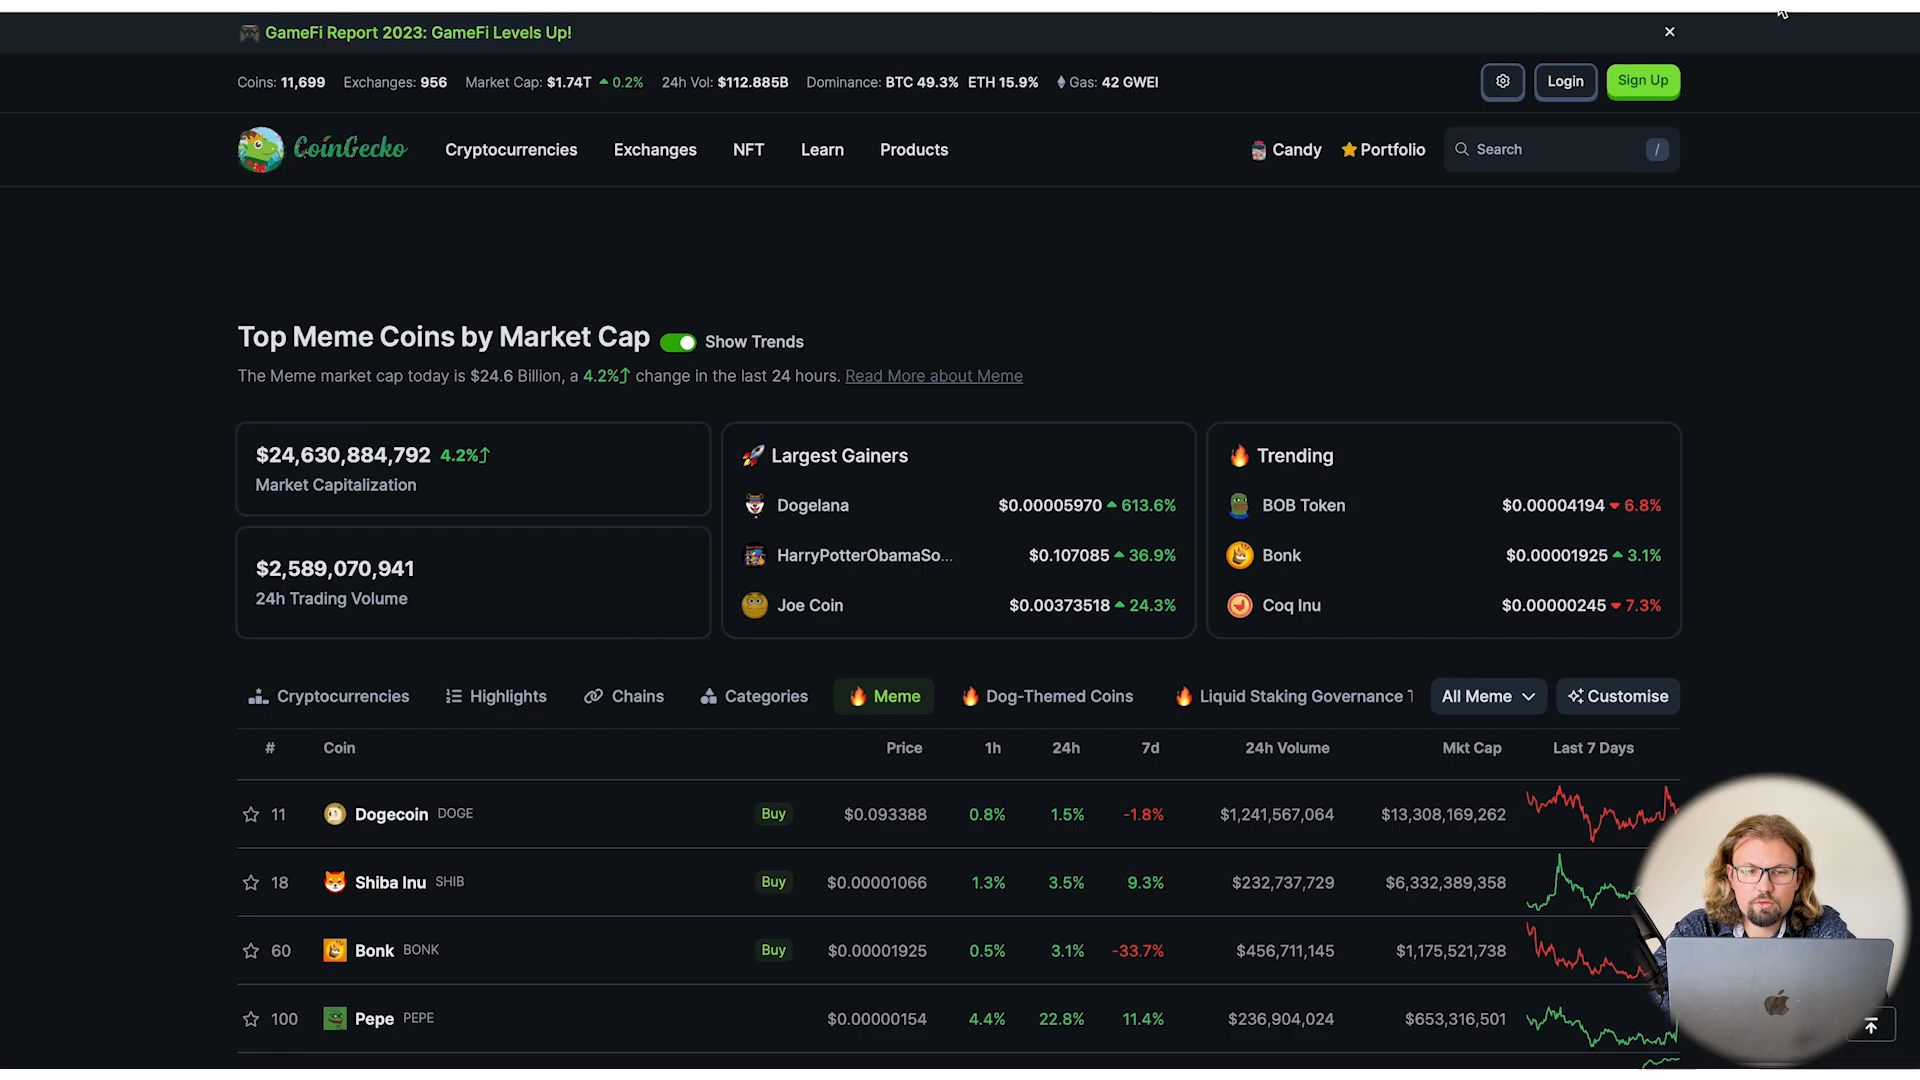 GameFi Report 2023: GameFi Levels Up!
Coins: 11,699 Exchanges: 956 Market Cap: $1.74T 0.2% 24h Vol: $112.885B Dominance: BTC 49.3% ETH 15.9% Gas: 42 GWEI
Login Sign Up
CoinGecko Cryptocurrencies Exchanges NFT Learn Products Candy Portfolio Search /
Top Meme Coins by Market Cap Show Trends
The Meme market cap today is $24.6 Billion, a 4.2% change in the last 24 hours. Read More about Meme
$24,630,884,792 4.2%
Market Capitalization
$2,589,070,941
24h Trading Volume
Largest Gainers
Dogelana $0.00005970 613.6%
HarryPotterObamaSo... $0.107085 36.9%
Joe Coin $0.00373518 24.3%
Trending
BOB Token $0.00004194 6.8%
Bonk $0.00001925 3.1%
Coq Inu $0.00000245 7.3%
Cryptocurrencies Highlights Chains Categories Meme Dog-Themed Coins Liquid Staking Governance T All Meme Customise
# Coin Price 1h 24h 7d 24h Volume Mkt Cap Last 7 Days
11 Dogecoin DOGE Buy $0.093388 0.8% 1.5% -1.8% $1,241,567,064 $13,308,169,262
18 Shiba Inu SHIB Buy $0.00001066 1.3% 3.5% 9.3% $232,737,729 $6,332,389,358
60 Bonk BONK Buy $0.00001925 0.5% 3.1% -33.7% $456,711,145 $1,175,521,738
100 Pepe PEPE $0.00000154 4.4% 22.8% 11.4% $236,904,024 $653,316,501